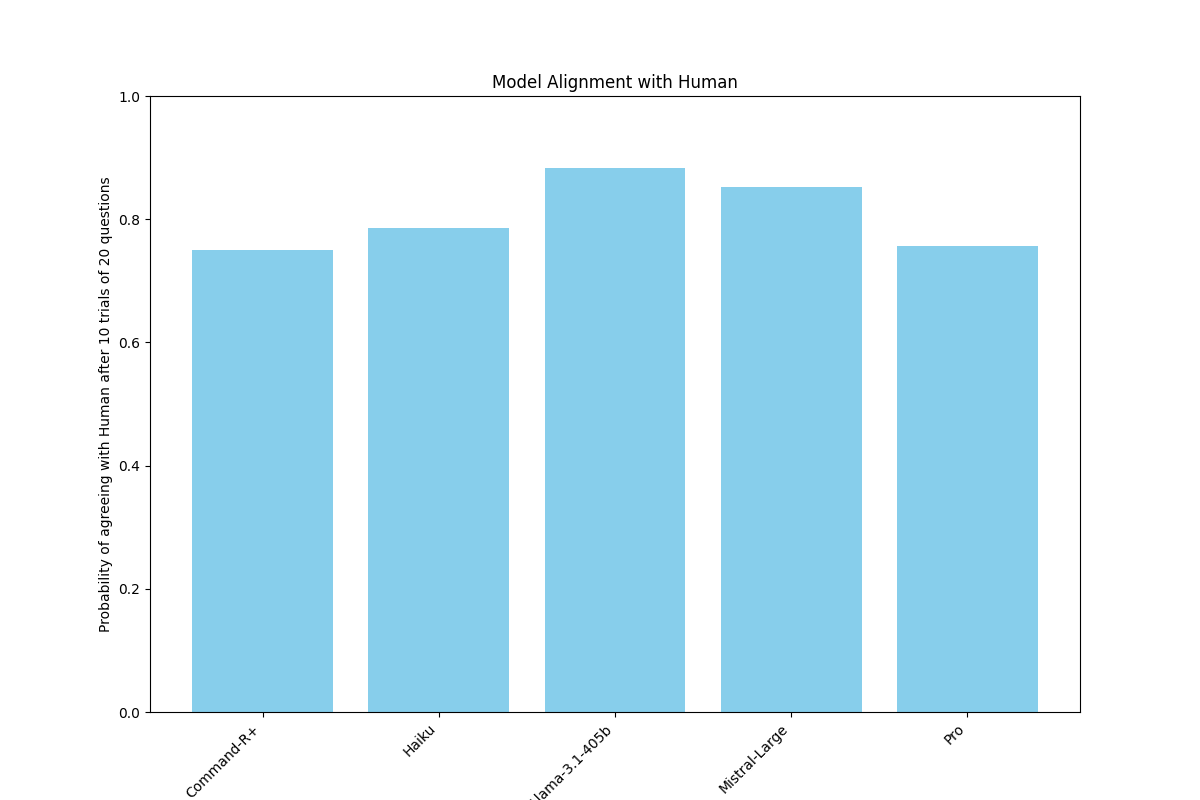 Model Alignment with Human
Probability of agreeing with Human after 10 trials of 20 questions
1.0
0.8
0.6
0.4
0.2
0.0
Command-R+
Haiku
lama-3.1-405b
Mistral-Large
Pro